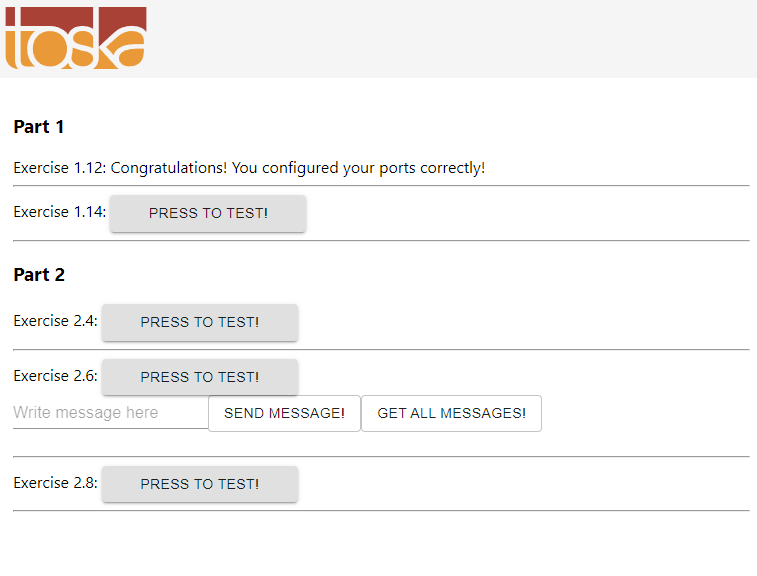 toska
Part 1
Exercise 1.12: Congratulations! You configured your ports correctly!
Exercise 1.14: PRESS TO TEST!
Part 2
Exercise 2.4: PRESS TO TEST!
Exercise 2.6: PRESS TO TEST!
Write message here SEND MESSAGE! GET ALL MESSAGES!
Exercise 2.8: PRESS TO TEST!